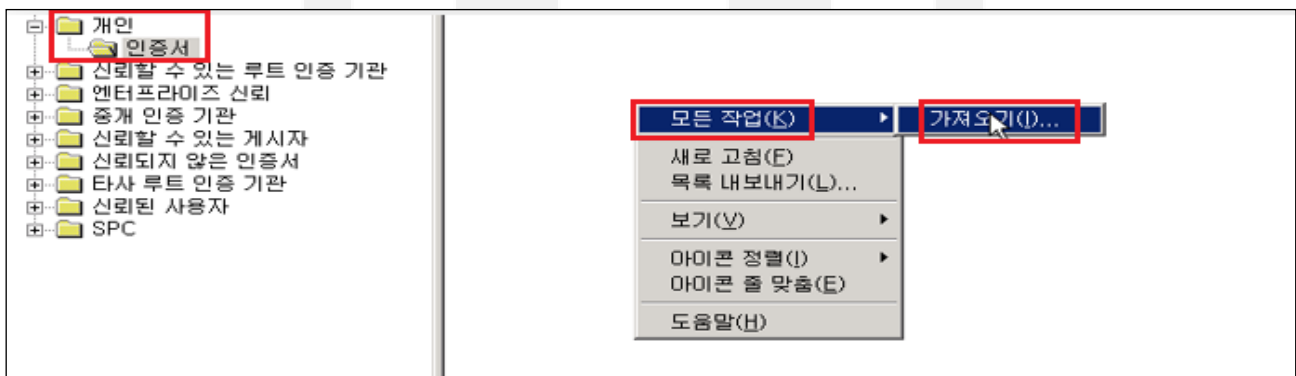 개인
인증서
신뢰할 수 있는 루트 인증 기관
엔터프라이즈 신뢰
중개 인증 기관
신뢰할 수 있는 게시자
신뢰되지 않은 인증서
타사 루트 인증 기관
신뢰된 사용자
SPC
모든 작업(K)
가져오기(I)...
새로 고침(F)
목록 내보내기(L)...
보기(V)
아이콘 정렬(I)
아이콘 줄 맞춤(E)
도움말(H)